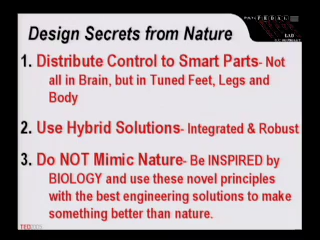 Design Secrets from Nature
PEDAL
LAB
1. Distribute Control to Smart Parts- Not
all in Brain, but in Tuned Feet, Legs and
Body
2. Use Hybrid Solutions- Integrated & Robust
3. Do NOT Mimic Nature- Be INSPIRED by
BIOLOGY and use these novel principles
with the best engineering solutions to make
something better than nature.